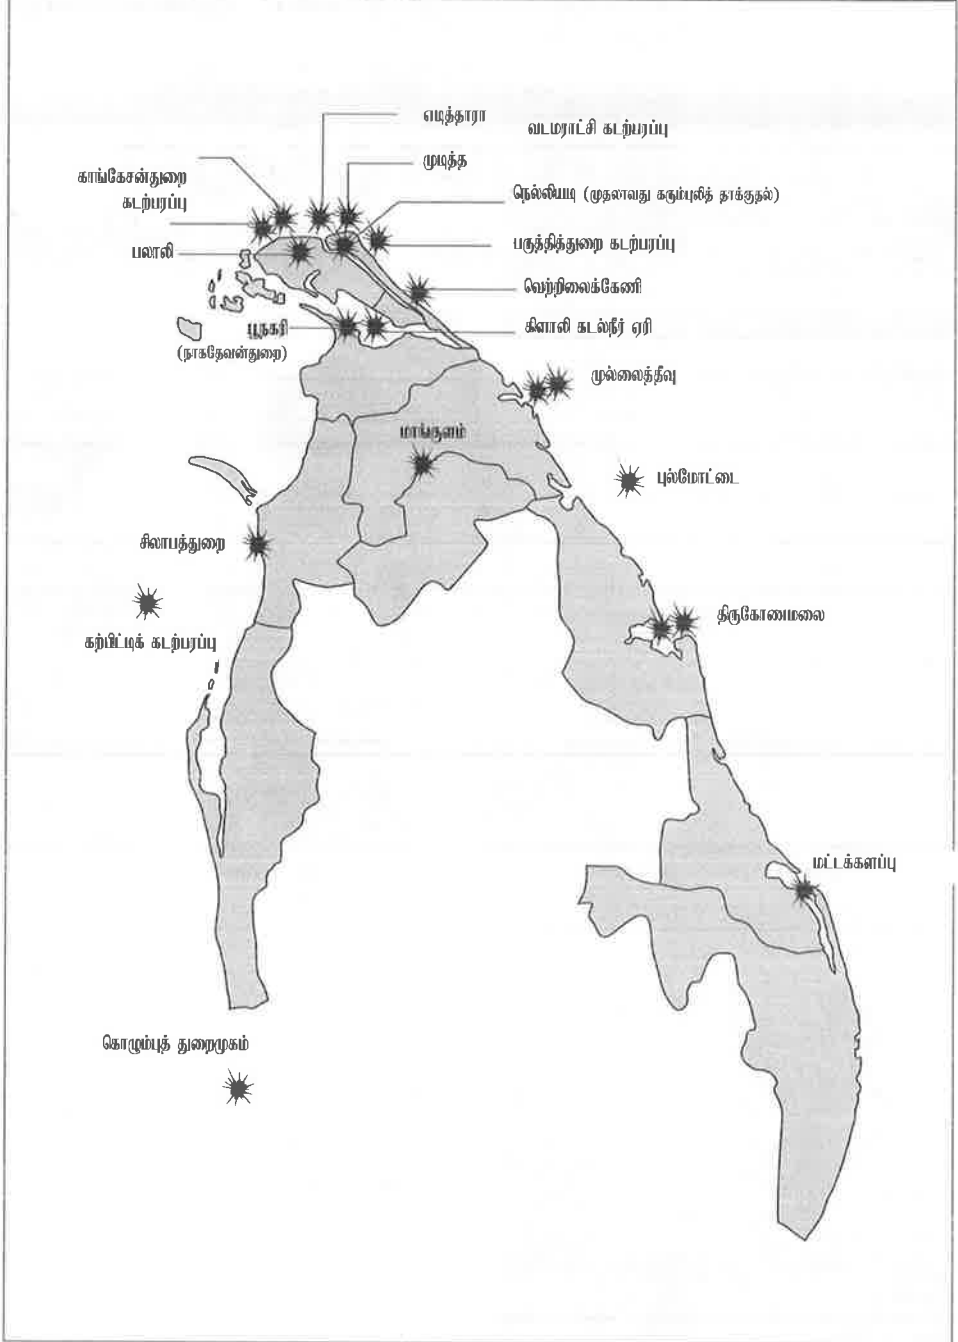 எடித்தாரா
வடமராட்சி கடற்பரப்பு
முடித்த
காங்கேசன்துறை
கடற்பரப்பு
நெல்லியடி (முதலாவது கரும்புலித் தாக்குதல்)
பலாலி
பருத்தித்துறை கடற்பரப்பு
வெற்றிலைக்கேணி
பூநகரி
(நாகதேவன்துறை)
கிளாலி கடல்நீர் ஏரி
முல்லைத்தீவு
மாங்குளம்
புல்மோட்டை
சிலாபத்துறை
கற்பிட்டிக் கடற்பரப்பு
திருகோணமலை
மட்டக்களப்பு
கொழும்புத் துறைமுகம்